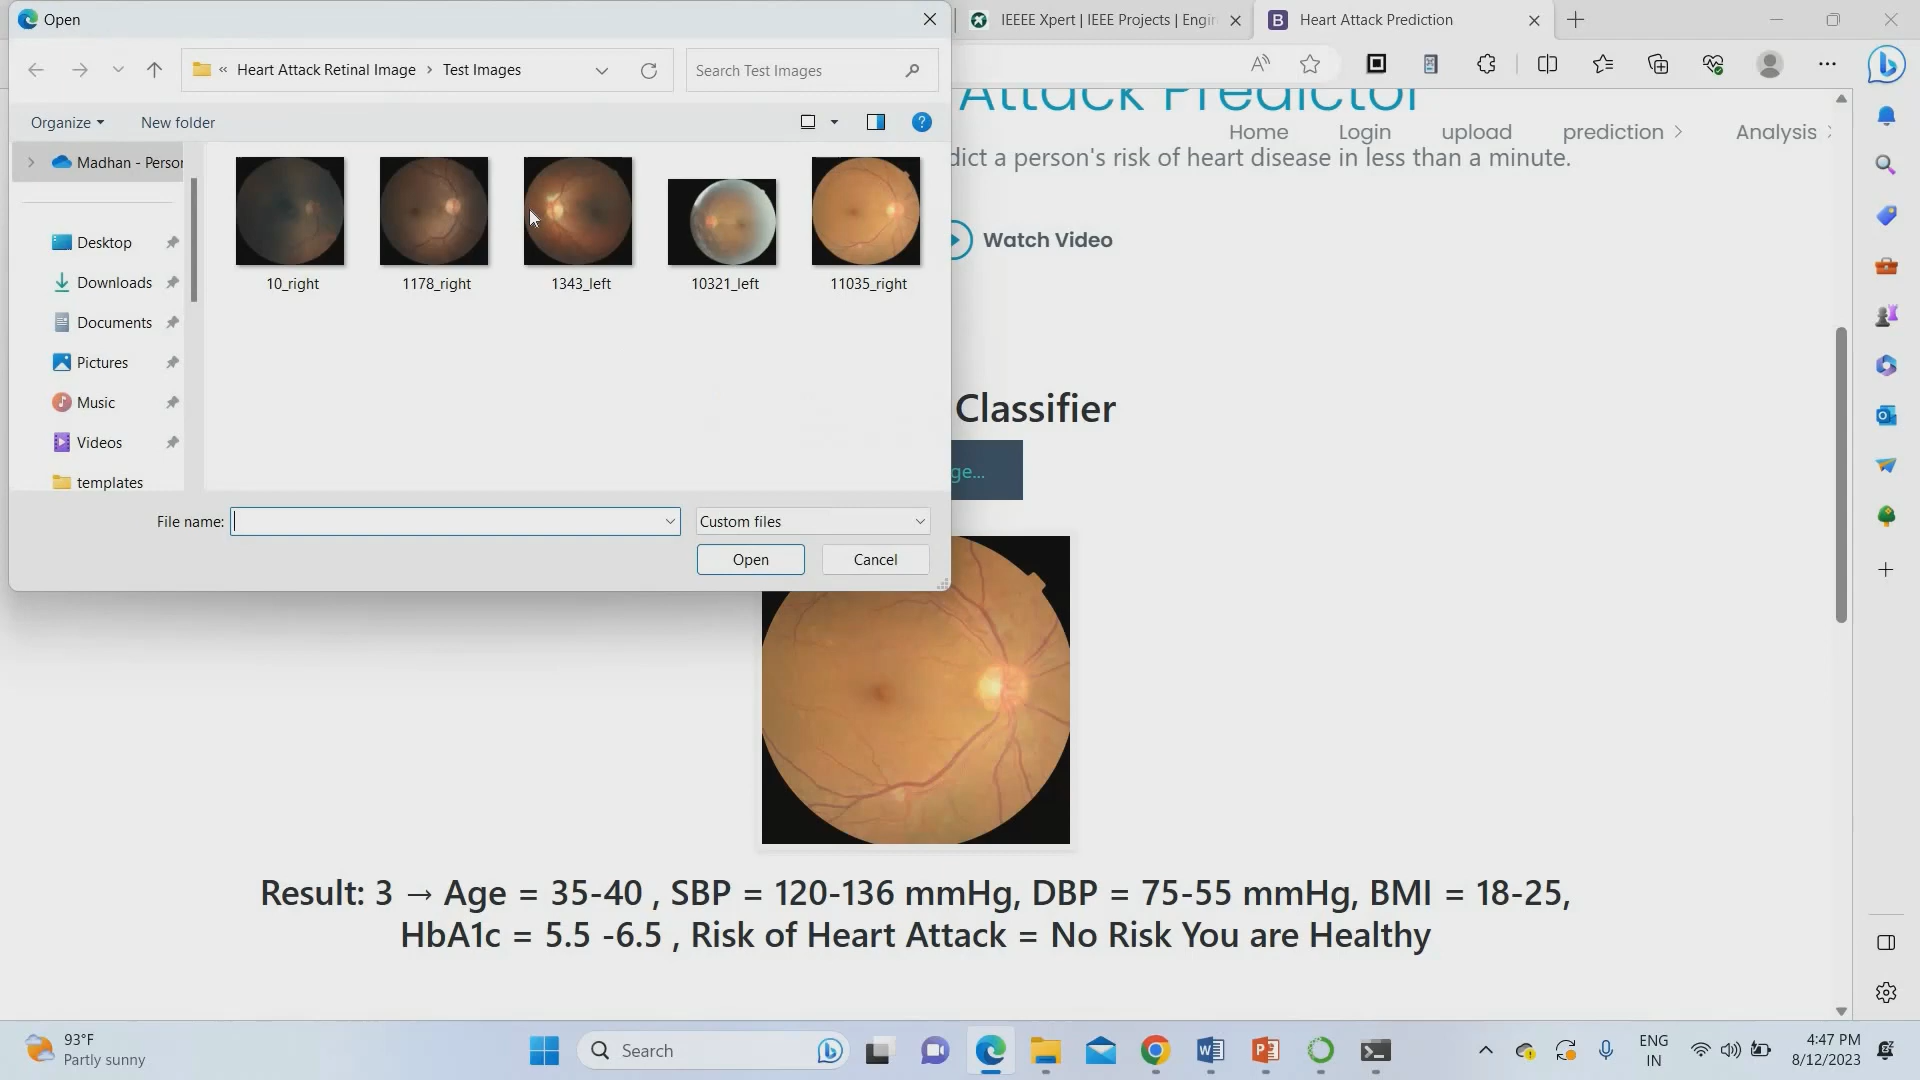 Open
IEEEE Xpert | IEEE Projects | Engin
Heart Attack Prediction
« Heart Attack Retinal Image > Test Images
Search Test Images
Organize
New folder
Madhan - Person
Desktop
Downloads
Documents
Pictures
Music
Videos
templates
10_right
1178_right
1343_left
10321_left
11035_right
File name:
Custom files
Open
Cancel
Attack Predictor
Home
Login
upload
prediction
Analysis
dict a person's risk of heart disease in less than a minute.
Watch Video
Classifier
ge...
Result: 3 → Age = 35-40 , SBP = 120-136 mmHg, DBP = 75-55 mmHg, BMI = 18-25,
HbA1c = 5.5 -6.5 , Risk of Heart Attack = No Risk You are Healthy
93°F
Partly sunny
Search
ENG
IN
4:47 PM
8/12/2023